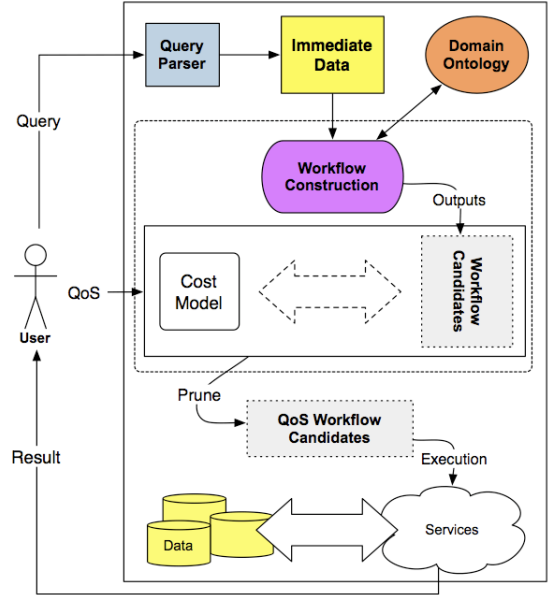 Query
Parser
Immediate
Data
Domain
Ontology
Query
Workflow
Construction
Outputs
Workflow
Candidates
Cost
Model
QoS
User
Prune
QoS Workflow
Candidates
Result
Execution
Data
Services